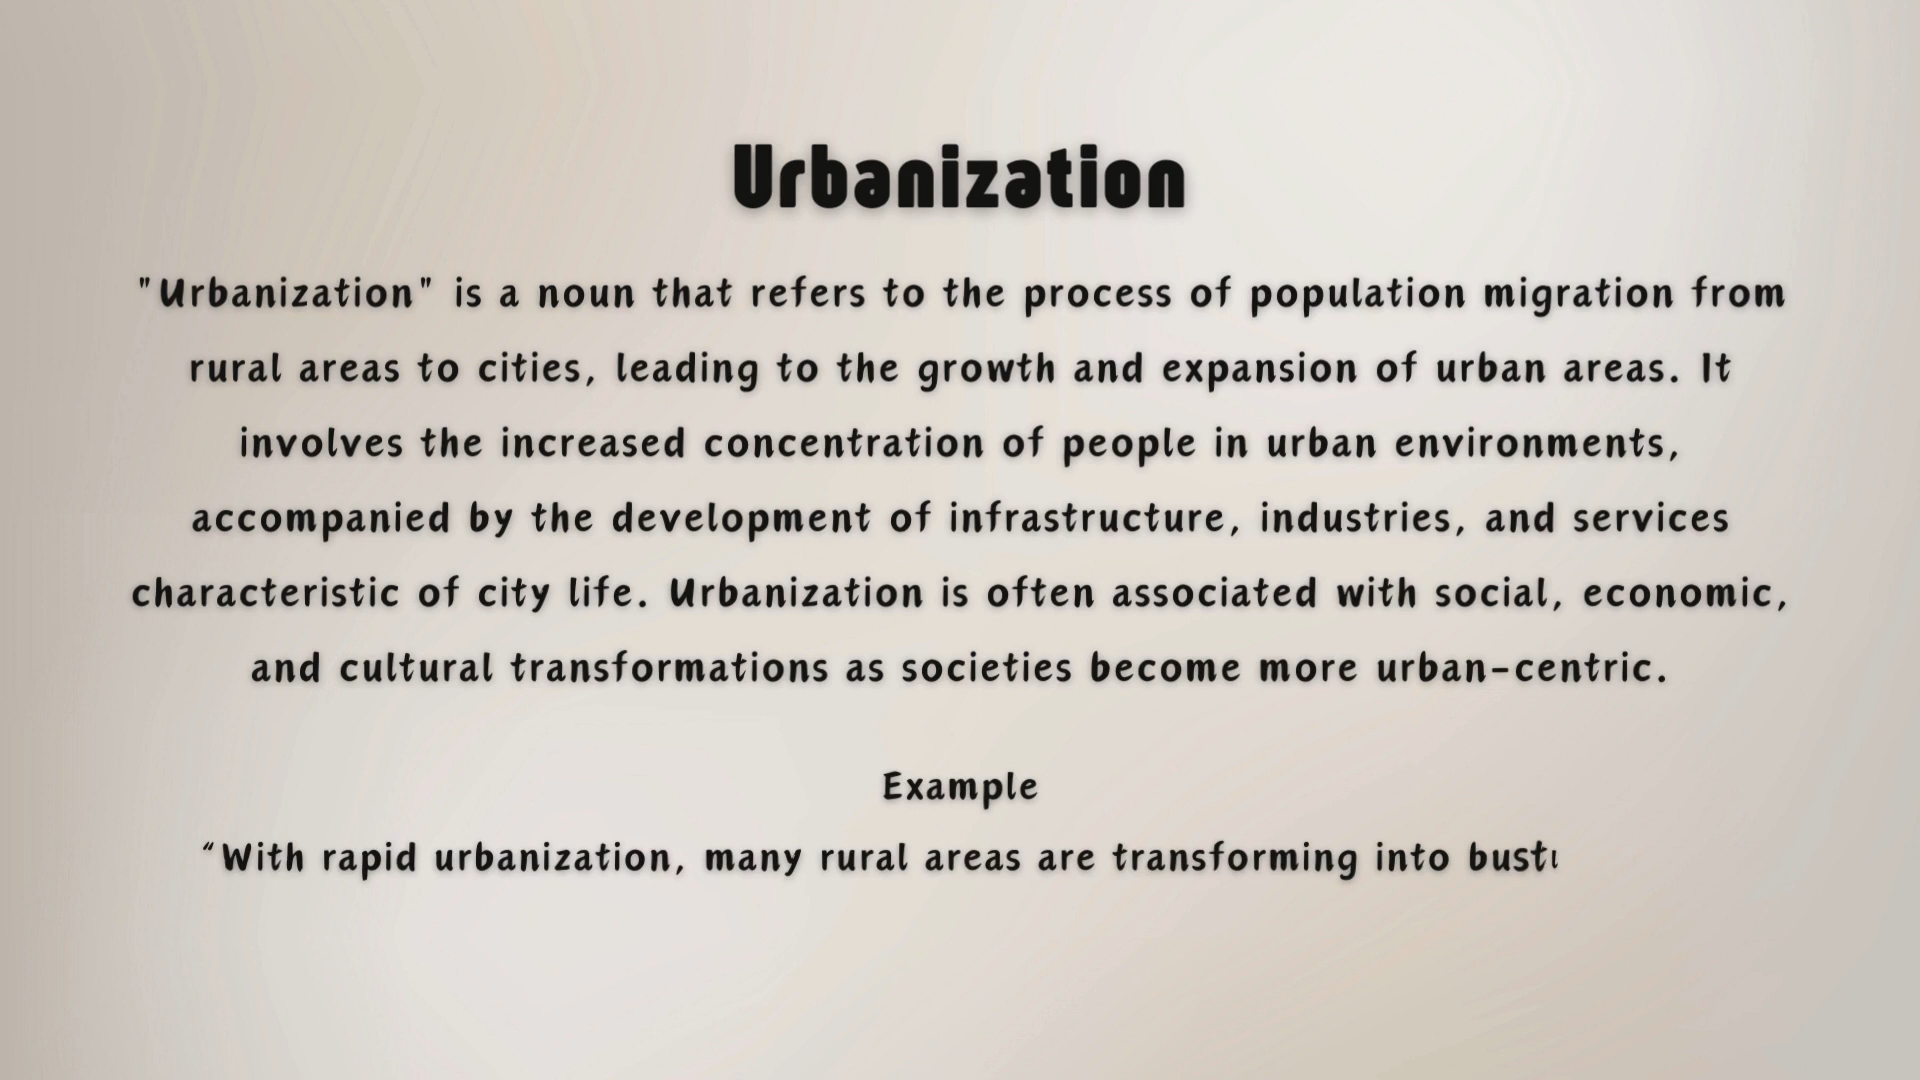 Urbanization
"Urbanization" is a noun that refers to the process of population migration from
rural areas to cities, leading to the growth and expansion of urban areas. It
involves the increased concentration of people in urban environments,
accompanied by the development of infrastructure, industries, and services
characteristic of city life. Urbanization is often associated with social, economic,
and cultural transformations as societies become more urban-centric.
Example
“With rapid urbanization, many rural areas are transforming into